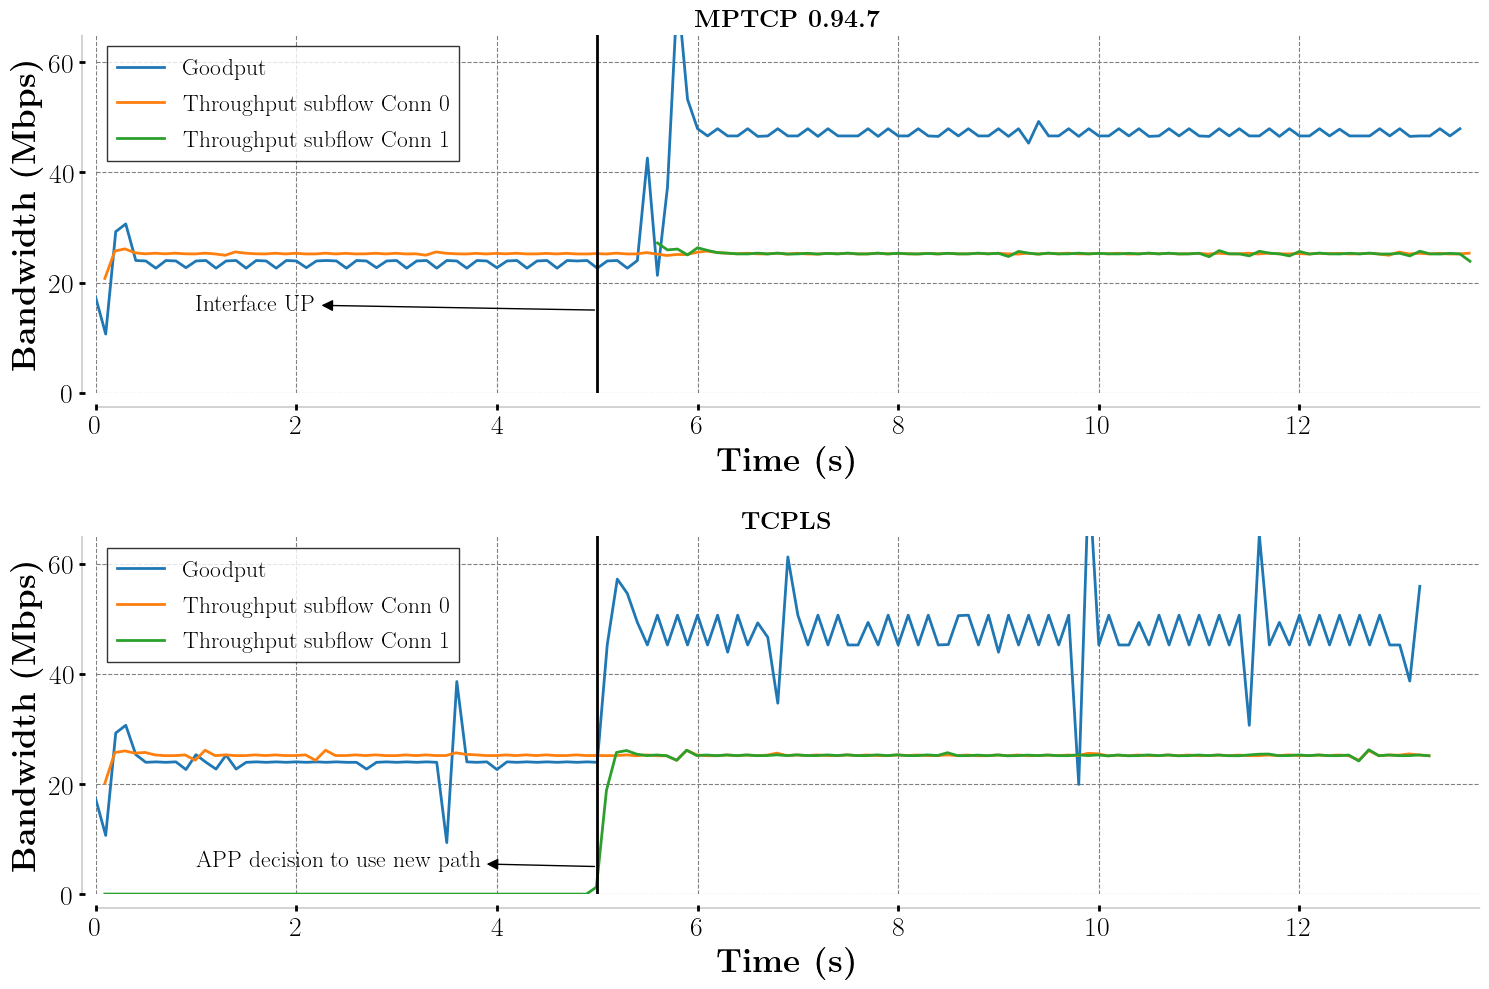 MPTCP 0.94.7
Bandwidth (Mbps)
60
40
20
0
Goodput
Throughput subflow Conn 0
Throughput subflow Conn 1
Interface UP
0 2 4 6 8 10 12
Time (s)
TCPLS
Bandwidth (Mbps)
60
40
20
0
Goodput
Throughput subflow Conn 0
Throughput subflow Conn 1
APP decision to use new path
0 2 4 6 8 10 12
Time (s)